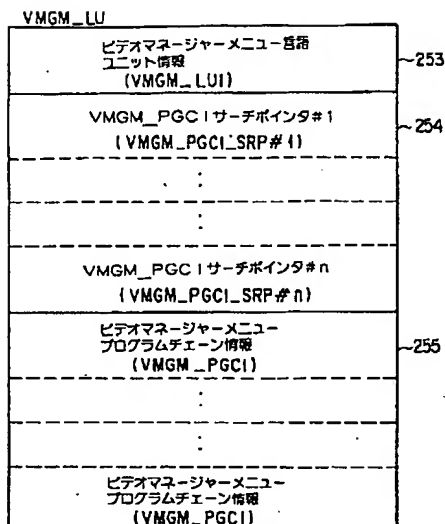 VMGM_LU
ビデオマネージャーメニュー言語
ユニット情報
(VMGM_LUI)
253
VMGM_PGCIサーチポインタ#1
(VMGM_PGCI_SRP#1)
254
VMGM_PGCIサーチポインタ#n
(VMGM_PGCI_SRP#n)
ビデオマネージャーメニュー
プログラムチェーン情報
(VMGM_PGCI)
255
ビデオマネージャーメニュー
プログラムチェーン情報
(VMGM_PGCI)